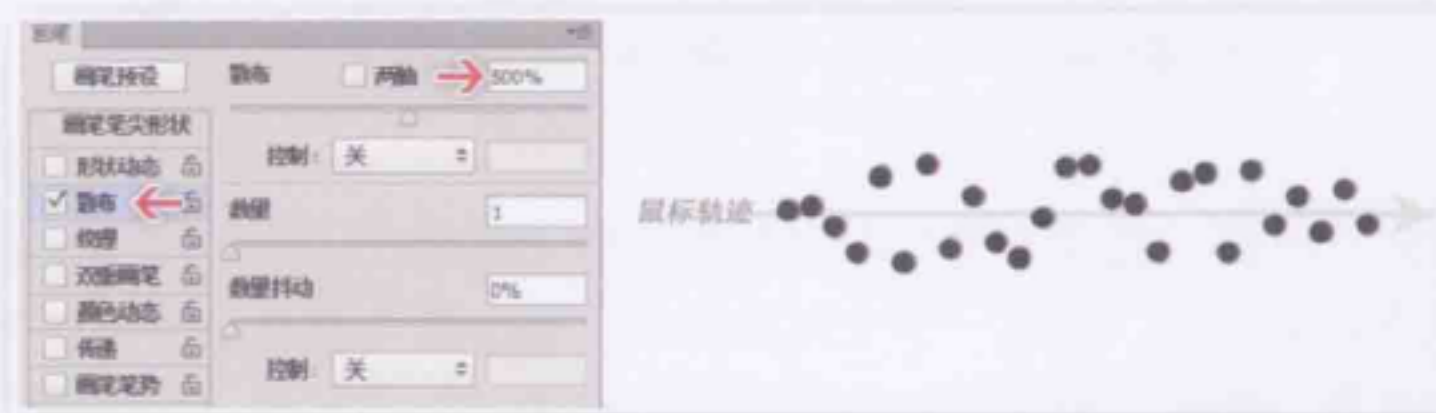 画笔
画笔预设
散布 两轴 500%
画笔笔尖形状
控制： 关
形状动态
散布
数量 1
纹理
双重画笔
数量抖动 0%
颜色动态
传递
控制： 关
画笔笔势
鼠标轨迹